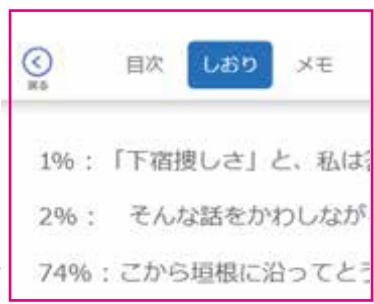 目次 しおり メモ
戻る
1%：「下宿捜しさ」と、私は
2%： そんな話をかわしなが
74%：こから垣根に沿ってと